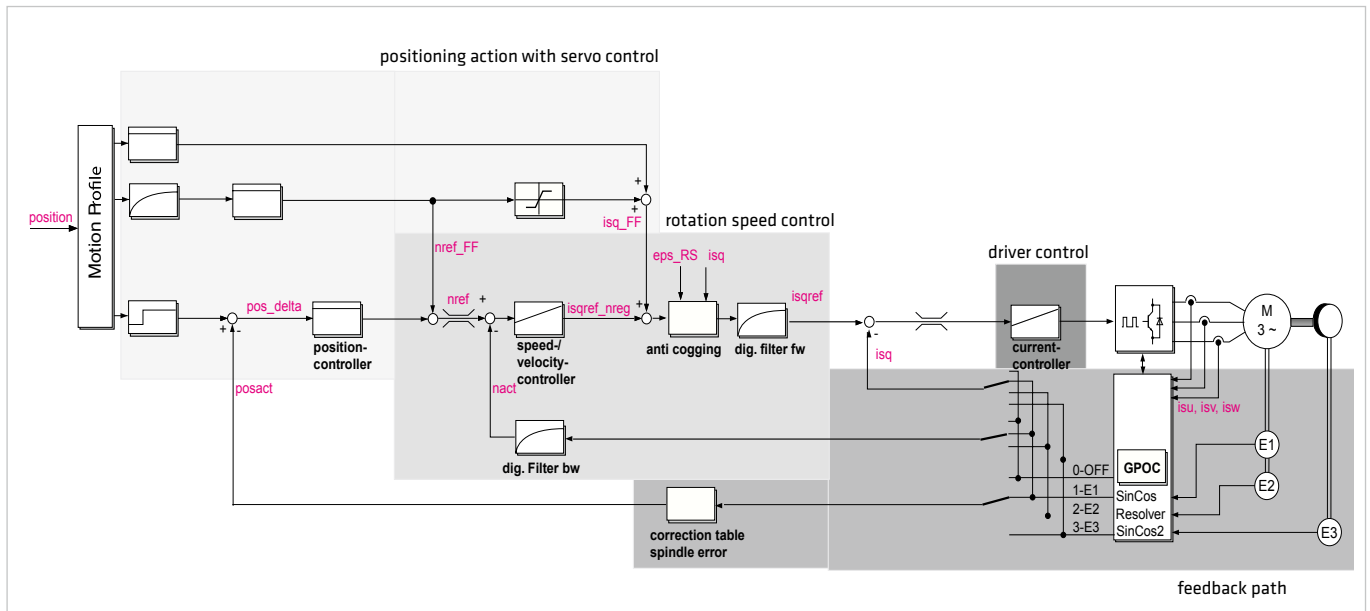 positioning action with servo control
Motion Profile
position
+
+
isq_FF
rotation speed control
nref_FF
eps_RS isq
driver control
pos_delta
nref
+
isqref_nreg
+
isqref
M
3 ~
+ -
-
-
position-
controller
speed-/
velocity-
controller
anti cogging
dig. filter fw
isq
current-
controller
posact
nact
isu, isv, isw
dig. Filter bw
E1
0-OFF
GPOC
1-E1
SinCos
E2
2-E2
Resolver
3-E3
SinCos2
E3
correction table
spindle error
feedback path